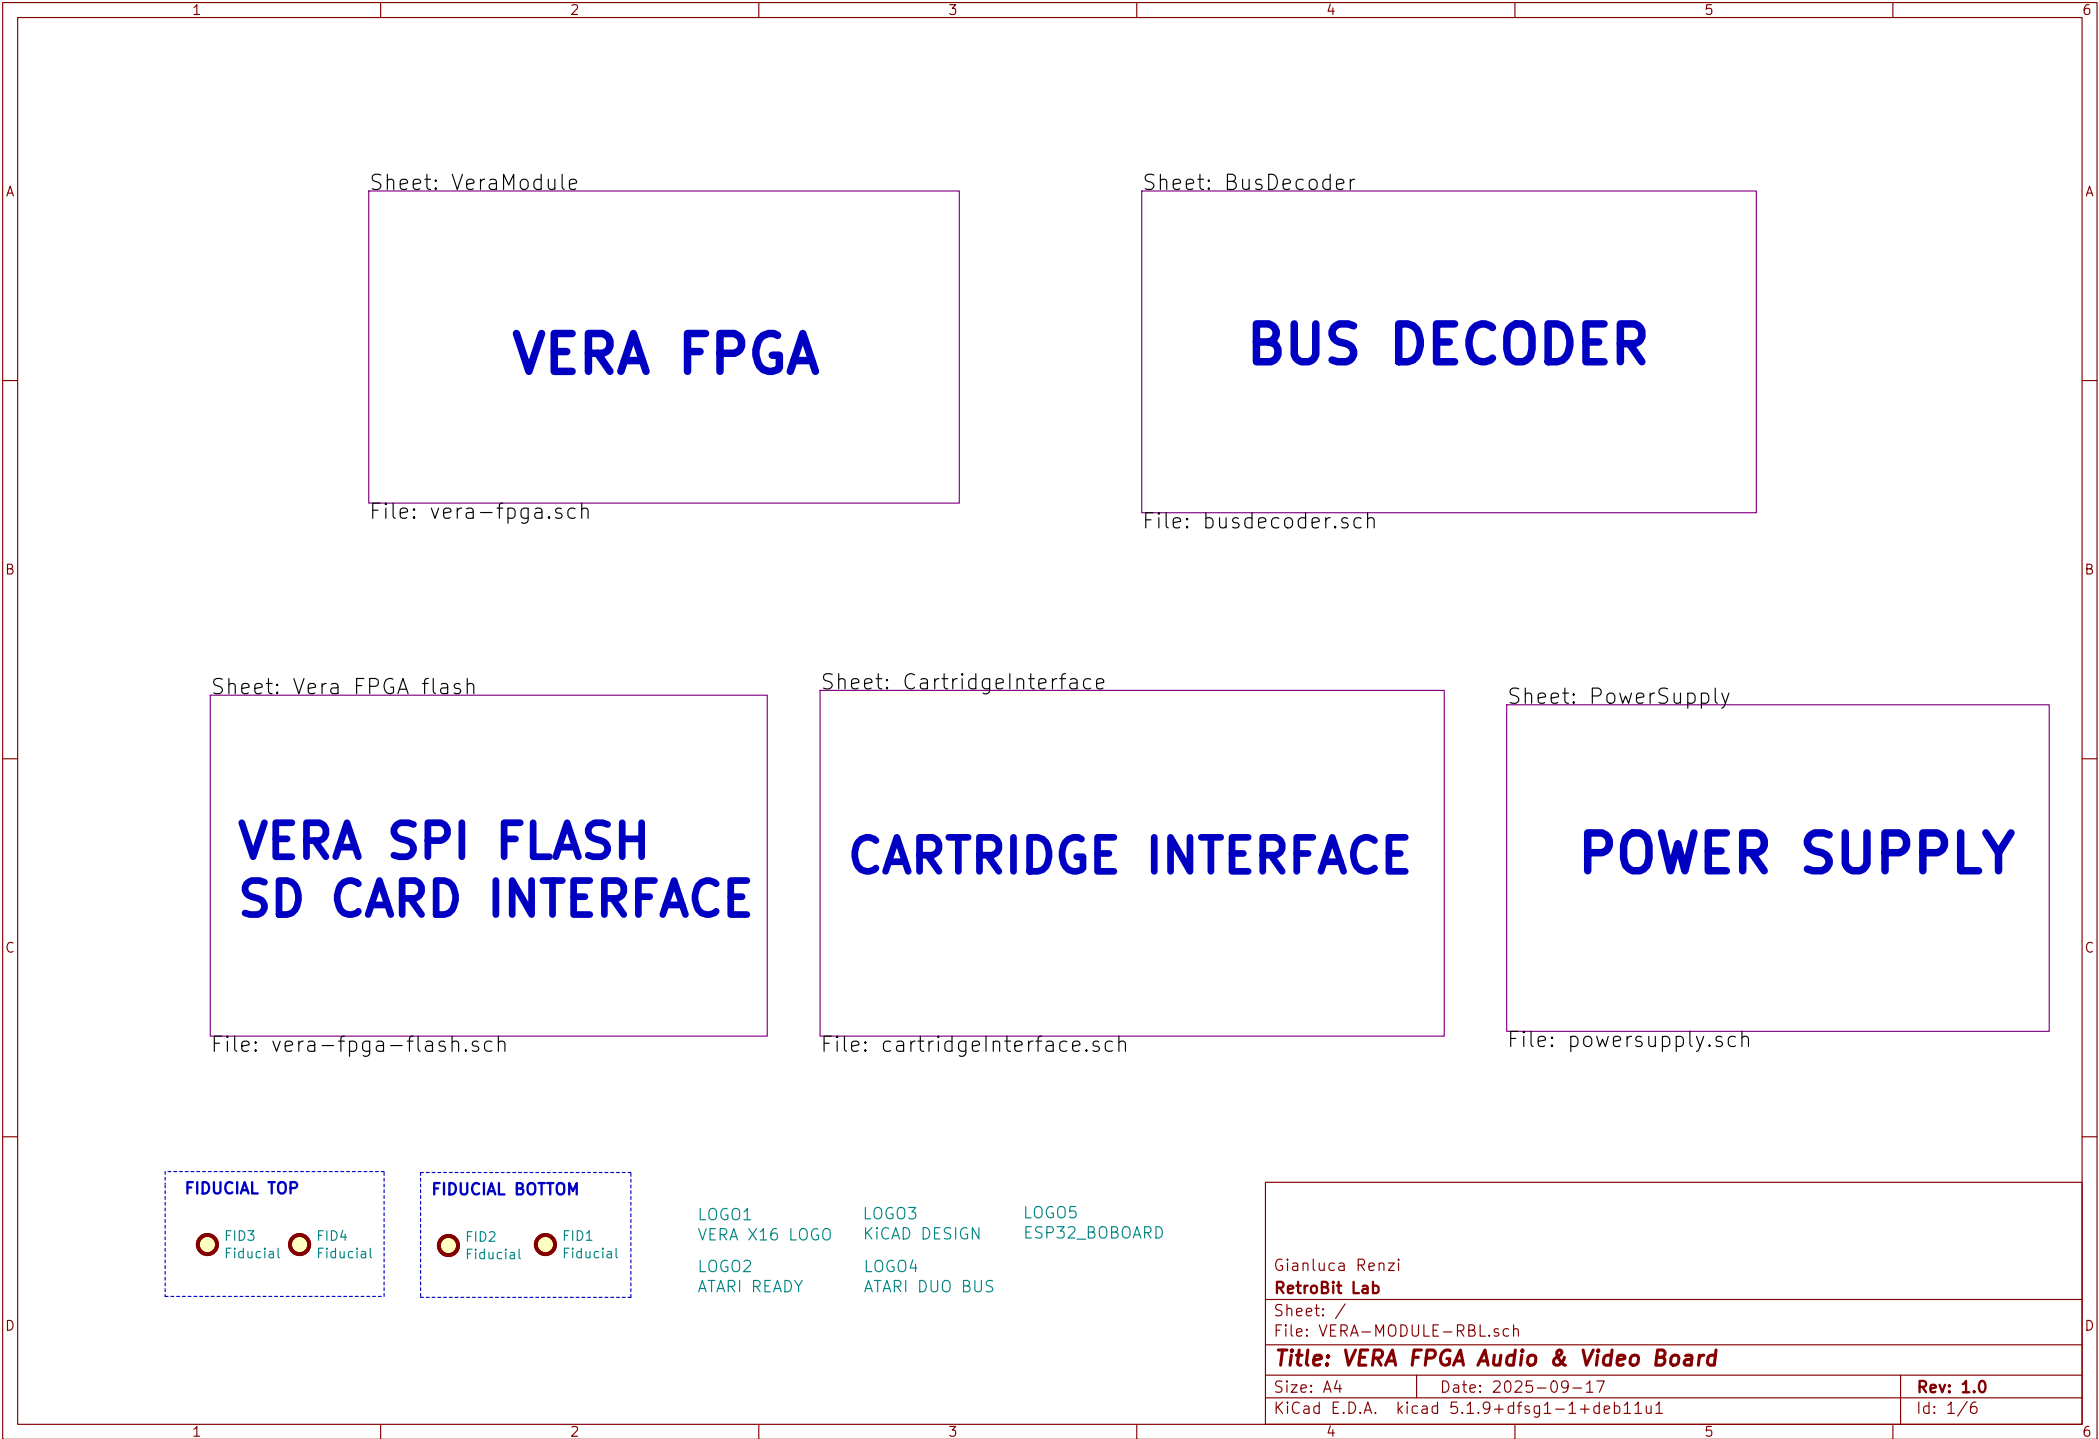 1 2 3 4 5 6
A A
Sheet: VeraModule
VERA FPGA
File: vera-fpga.sch
Sheet: BusDecoder
BUS DECODER
File: busdecoder.sch
B B
Sheet: Vera FPGA flash
VERA SPI FLASH
SD CARD INTERFACE
File: vera-fpga-flash.sch
Sheet: CartridgeInterface
CARTRIDGE INTERFACE
File: cartridgeInterface.sch
Sheet: PowerSupply
POWER SUPPLY
File: powersupply.sch
C C
FIDUCIAL TOP
FID3
Fiducial
FID4
Fiducial
FIDUCIAL BOTTOM
FID2
Fiducial
FID1
Fiducial
LOGO1
VERA X16 LOGO
LOGO2
ATARI READY
LOGO3
KiCAD DESIGN
LOGO4
ATARI DUO BUS
LOGO5
ESP32_BOBOARD
Gianluca Renzi
RetroBit Lab
Sheet: /
File: VERA-MODULE-RBL.sch
Title: VERA FPGA Audio & Video Board
Size: A4 Date: 2025-09-17 Rev: 1.0
KiCad E.D.A. kicad 5.1.9+dfsg1-1+deb11u1 Id: 1/6
D D
1 2 3 4 5 6